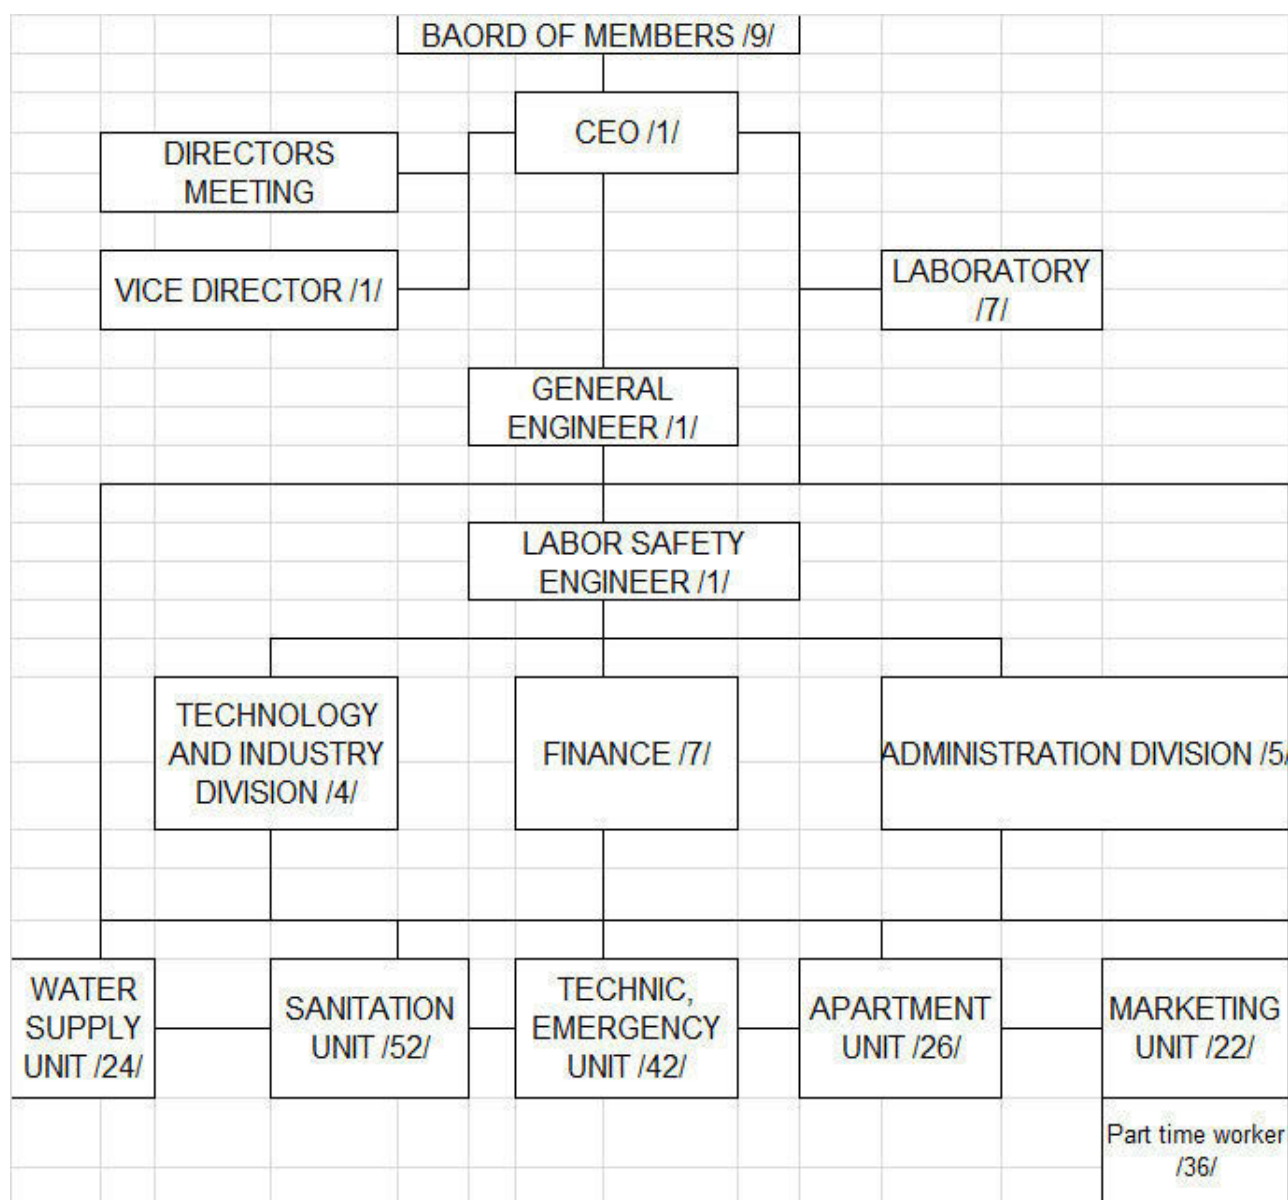 BAORD OF MEMBERS /9/
CEO /1/
DIRECTORS
MEETING
VICE DIRECTOR /1/
LABORATORY
/7/
GENERAL
ENGINEER /1/
LABOR SAFETY
ENGINEER /1/
TECHNOLOGY
AND INDUSTRY
DIVISION /4/
FINANCE /7/
ADMINISTRATION DIVISION /5/
WATER
SUPPLY
UNIT /24/
SANITATION
UNIT /52/
TECHNIC,
EMERGENCY
UNIT /42/
APARTMENT
UNIT /26/
MARKETING
UNIT /22/
Part time worker
/36/